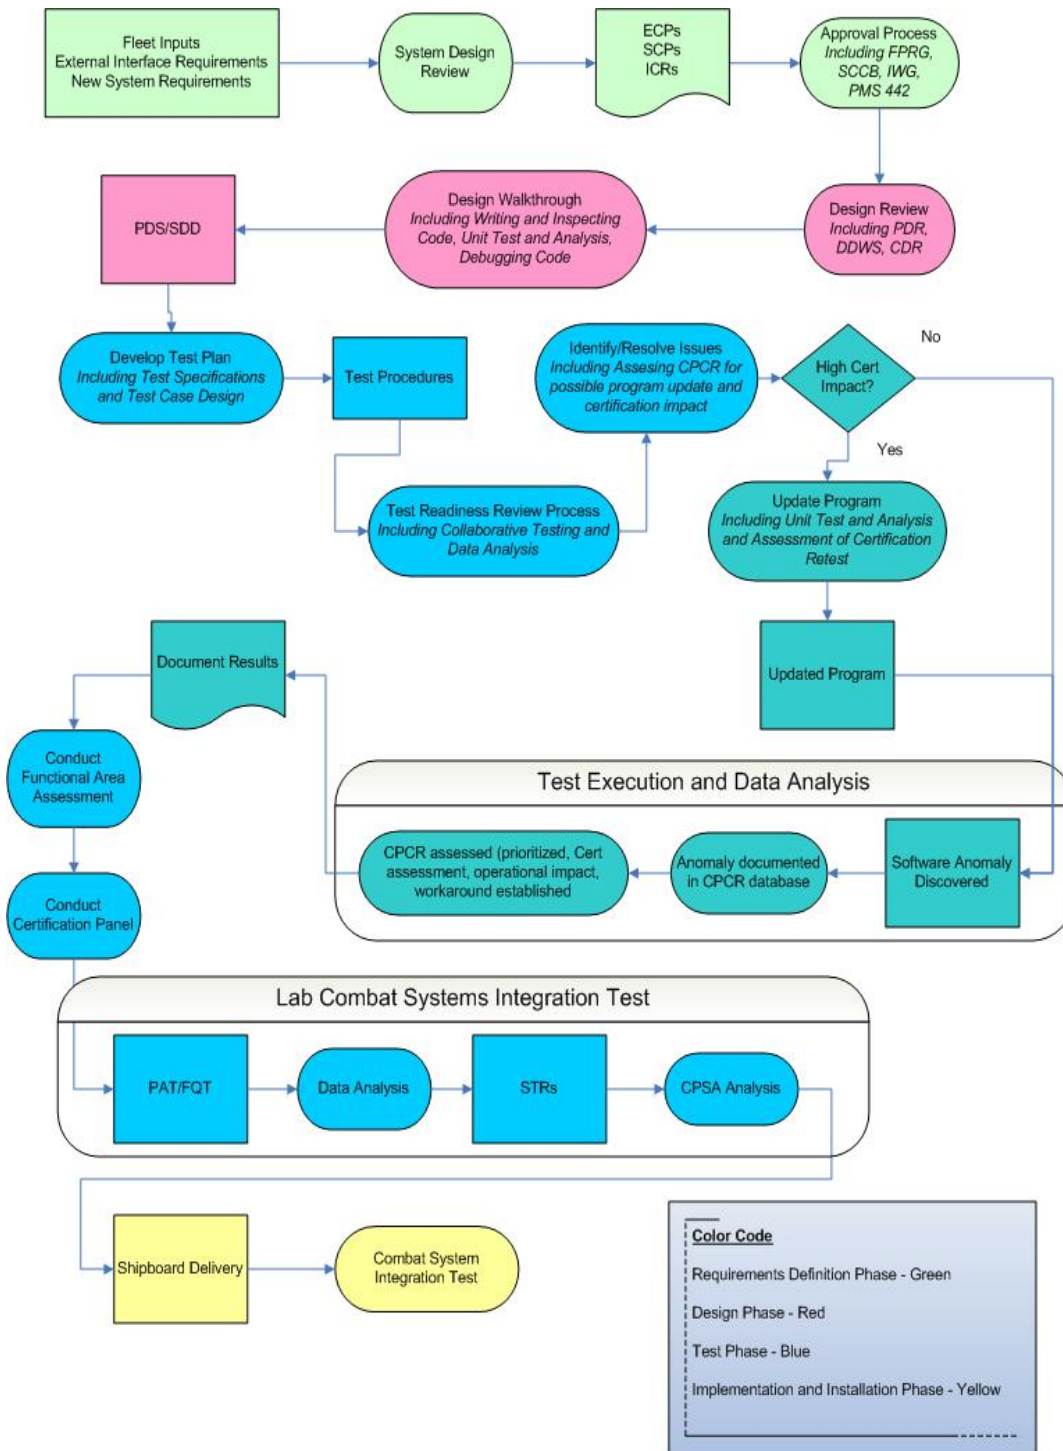 Fleet Inputs
External Interface Requirements
New System Requirements
System Design
Review
ECPs
SCPs
ICRs
Approval Process
Including FPRG,
SCCB, IWG,
PMS 442
Design Review
Including PDR,
DDWS, CDR
Design Walkthrough
Including Writing and Inspecting
Code, Unit Test and Analysis,
Debugging Code
PDS/SDD
Develop Test Plan
Including Test Specifications
and Test Case Design
Test Procedures
Test Readiness Review Process
Including Collaborative Testing and
Data Analysis
Identify/Resolve Issues
Including Assesing CPCR for
possible program update and
certification impact
High Cert
Impact?
No
Yes
Update Program
Including Unit Test and Analysis
and Assessment of Certification
Retest
Updated Program
Test Execution and Data Analysis
Software Anomaly
Discovered
Anomaly documented
in CPCR database
CPCR assessed (prioritized, Cert
assessment, operational impact,
workaround established
Document Results
Conduct
Functional Area
Assessment
Conduct
Certification Panel
Lab Combat Systems Integration Test
PAT/FQT
Data Analysis
STRs
CPSA Analysis
Shipboard Delivery
Combat System
Integration Test
Color Code
Requirements Definition Phase - Green
Design Phase - Red
Test Phase - Blue
Implementation and Installation Phase - Yellow